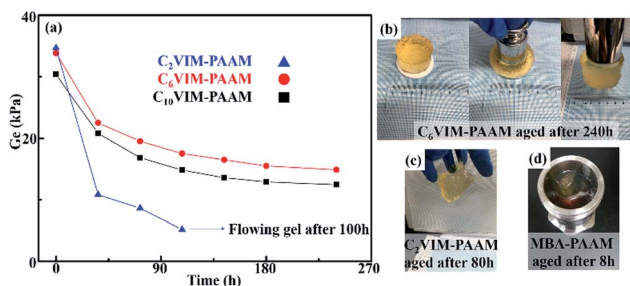 (a)
C₂VIM-PAAM
C₆VIM-PAAM
C₁₀VIM-PAAM
Flowing gel after 100h
Ge (kPa)
40
20
0
0 90 180 270
Time (h)
(b)
C₆VIM-PAAM aged after 240h
(c)
C₂VIM-PAAM
aged after 80h
(d)
MBA-PAAM
aged after 8h